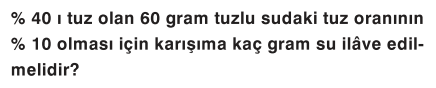 % 40 ı tuz olan 60 gram tuzlu sudaki tuz oranının
% 10 olması için karışıma kaç gram su ilâve edil-
melidir?